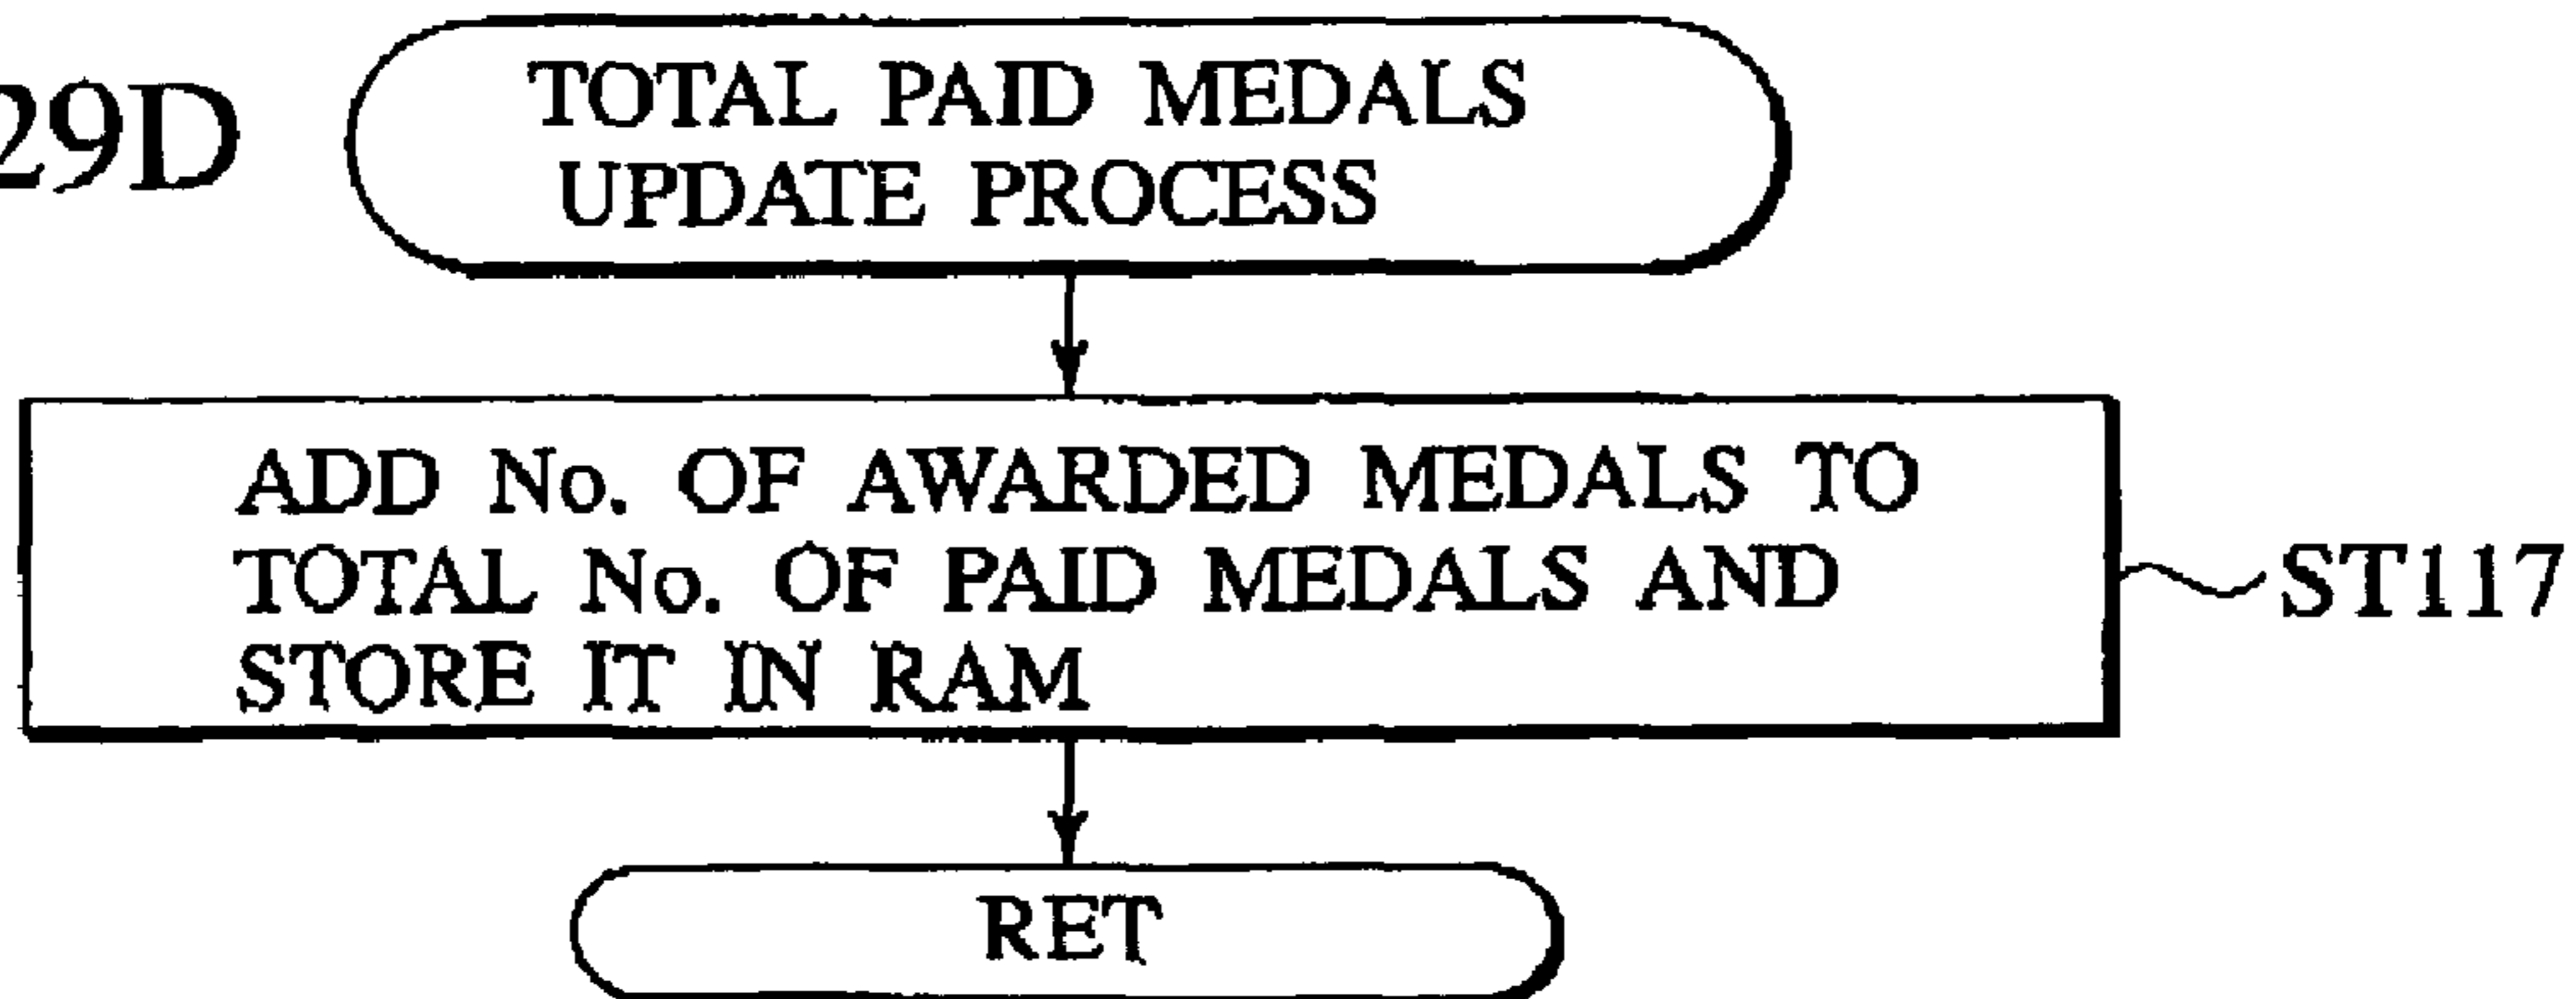 29D
TOTAL PAID MEDALS
UPDATE PROCESS
ADD No. OF AWARDED MEDALS TO
TOTAL No. OF PAID MEDALS AND
STORE IT IN RAM
ST117
RET